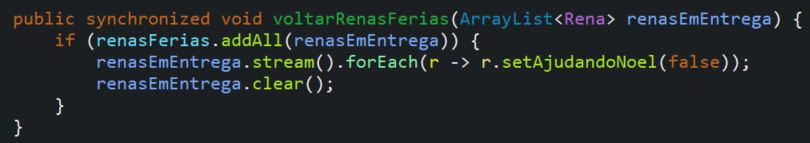 public synchronized void voltarRenasFerias(ArrayList<Rena> renasEmEntrega) {
    if (renasFerias.addAll(renasEmEntrega)) {
        renasEmEntrega.stream().forEach(r -> r.setAjudandoNoel(false));
        renasEmEntrega.clear();
    }
}